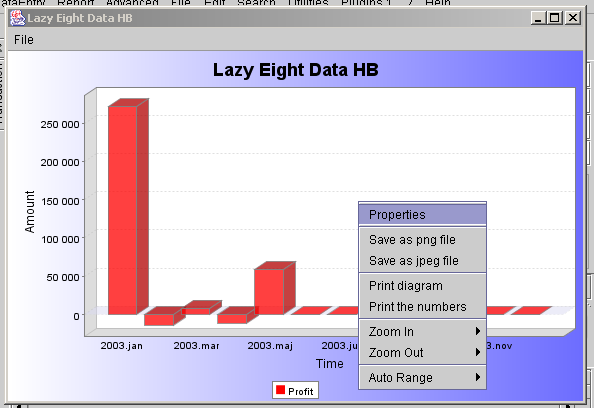 DataEntry Report Advanced File Edit Search Utilities Plugins 1 ? Help
Lazy Eight Data HB
File
Lazy Eight Data HB
250 000
200 000
150 000
100 000
50 000
0
Amount
2003.jan 2003.mar 2003.maj 2003.ju .nov
Time
Profit
Properties
Save as png file
Save as jpeg file
Print diagram
Print the numbers
Zoom In
Zoom Out
Auto Range